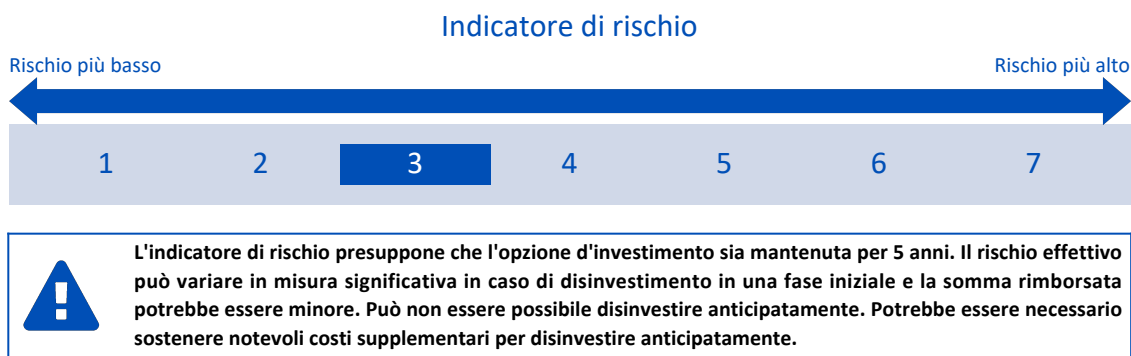 Indicatore di rischio
Rischio più basso
Rischio più alto
1 2 3 4 5 6 7
L'indicatore di rischio presuppone che l'opzione d'investimento sia mantenuta per 5 anni. Il rischio effettivo
può variare in misura significativa in caso di disinvestimento in una fase iniziale e la somma rimborsata
potrebbe essere minore. Può non essere possibile disinvestire anticipatamente. Potrebbe essere necessario
sostenere notevoli costi supplementari per disinvestire anticipatamente.